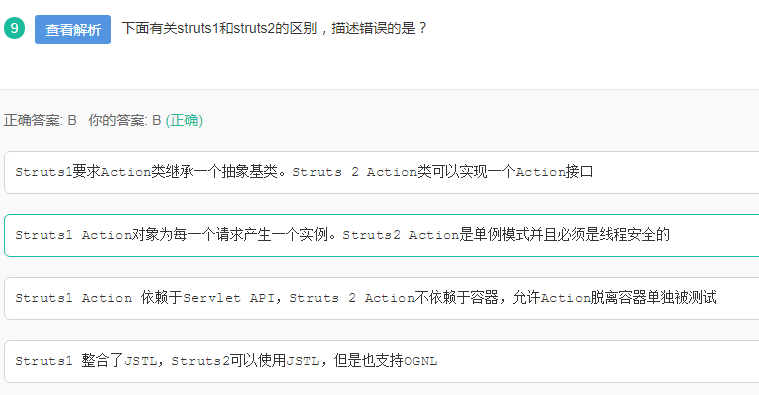 9 查看解析 下面有关struts1和struts2的区别，描述错误的是？
正确答案: B 你的答案: B (正确)
Struts1要求Action类继承一个抽象基类。Struts 2 Action类可以实现一个Action接口
Struts1 Action对象为每一个请求产生一个实例。Struts2 Action是单例模式并且必须是线程安全的
Struts1 Action 依赖于Servlet API，Struts 2 Action不依赖于容器，允许Action脱离容器单独被测试
Struts1 整合了JSTL，Struts2可以使用JSTL，但是也支持OGNL